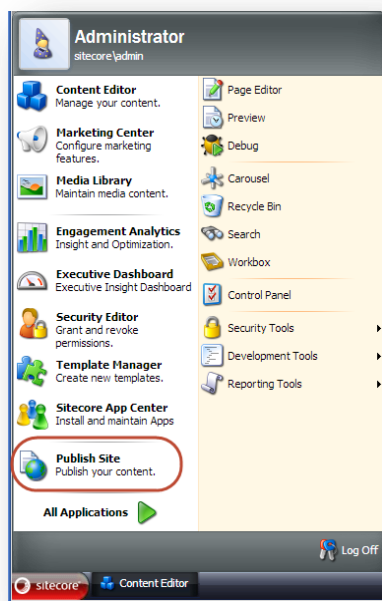 Administrator
sitecore\admin
Content Editor
Manage your content.
Marketing Center
Configure marketing
features.
Media Library
Maintain media content.
Engagement Analytics
Insight and Optimization.
Executive Dashboard
Executive Insight Dashboard
Security Editor
Grant and revoke
permissions.
Template Manager
Create new templates.
Sitecore App Center
Install and maintain Apps
Publish Site
Publish your content.
All Applications
Page Editor
Preview
Debug
Carousel
Recycle Bin
Search
Workbox
Control Panel
Security Tools
Development Tools
Reporting Tools
Log Off
sitecore
Content Editor